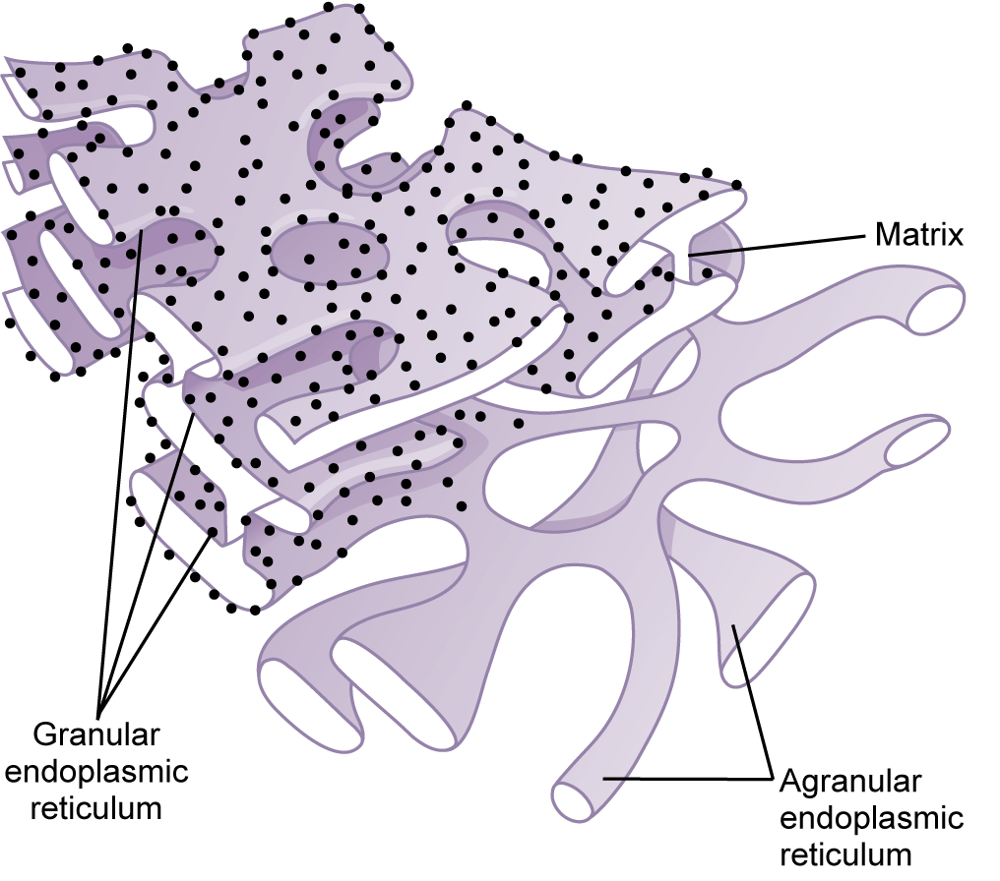 Matrix
Granular
endoplasmic
reticulum
Agranular
endoplasmic
reticulum